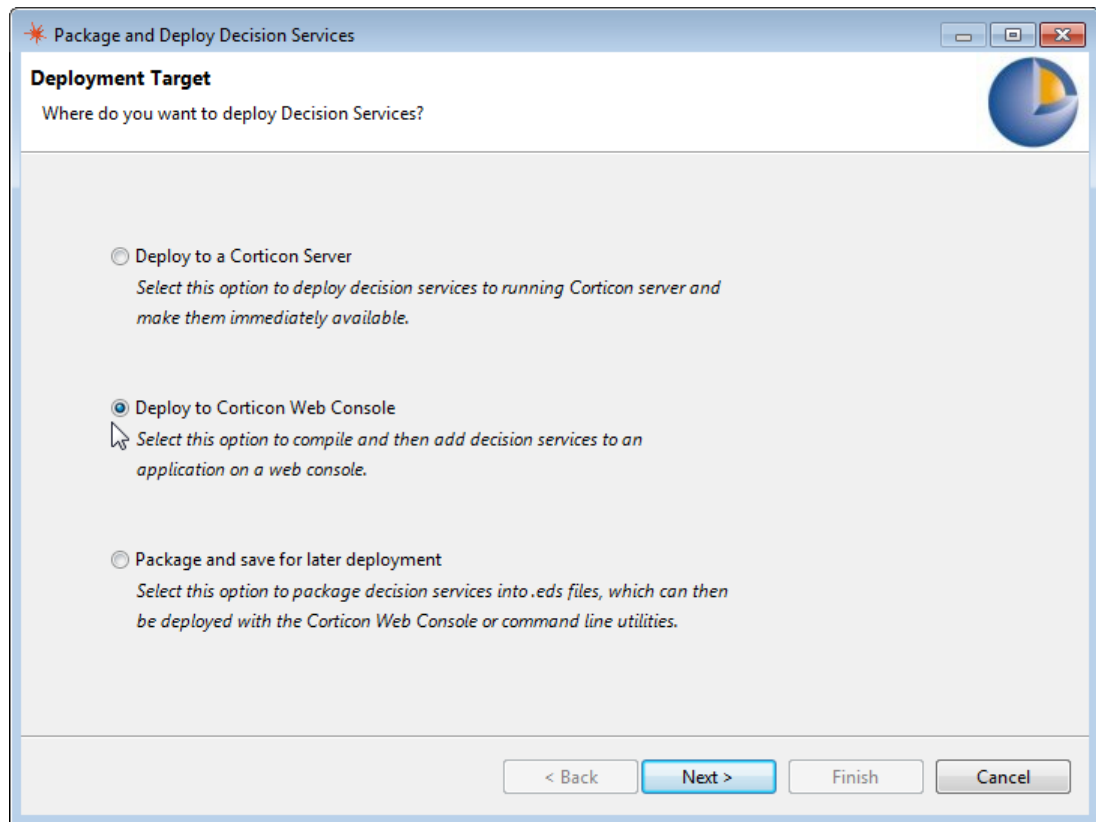 Package and Deploy Decision Services
Deployment Target
Where do you want to deploy Decision Services?
Deploy to a Corticon Server
Select this option to deploy decision services to running Corticon server and
make them immediately available.
Deploy to Corticon Web Console
Select this option to compile and then add decision services to an
application on a web console.
Package and save for later deployment
Select this option to package decision services into .eds files, which can then
be deployed with the Corticon Web Console or command line utilities.
< Back Next > Finish Cancel